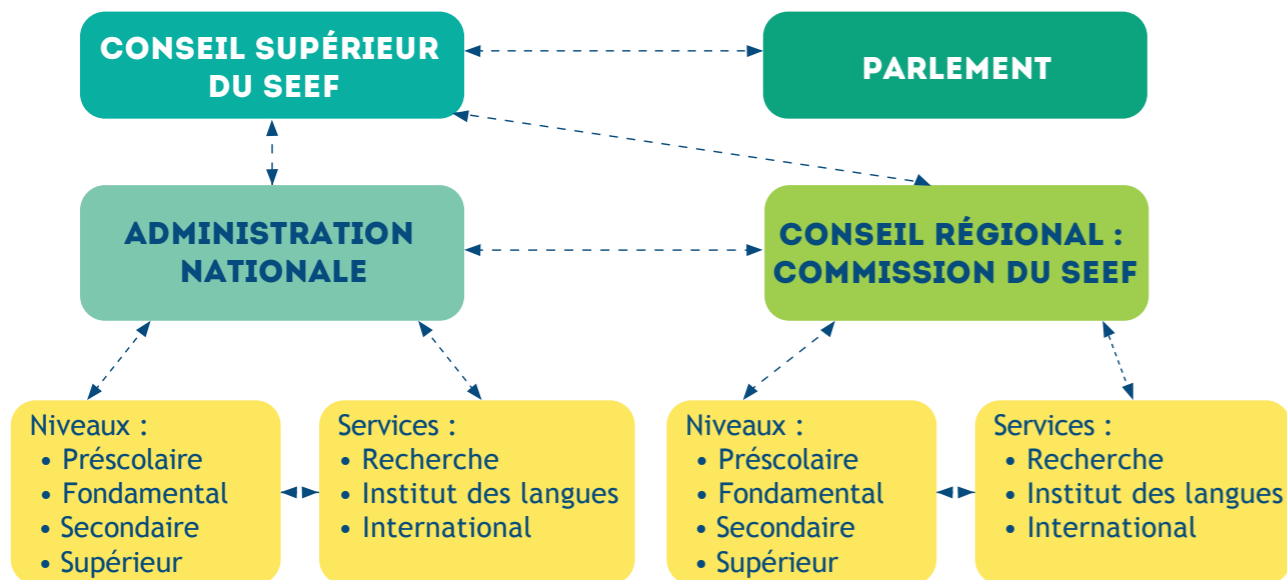 CONSEIL SUPÉRIEUR
DU SEEF
PARLEMENT
ADMINISTRATION
NATIONALE
CONSEIL RÉGIONAL :
COMMISSION DU SEEF
Niveaux :
• Préscolaire
• Fondamental
• Secondaire
• Supérieur
Services :
• Recherche
• Institut des langues
• International
Niveaux :
• Préscolaire
• Fondamental
• Secondaire
• Supérieur
Services :
• Recherche
• Institut des langues
• International